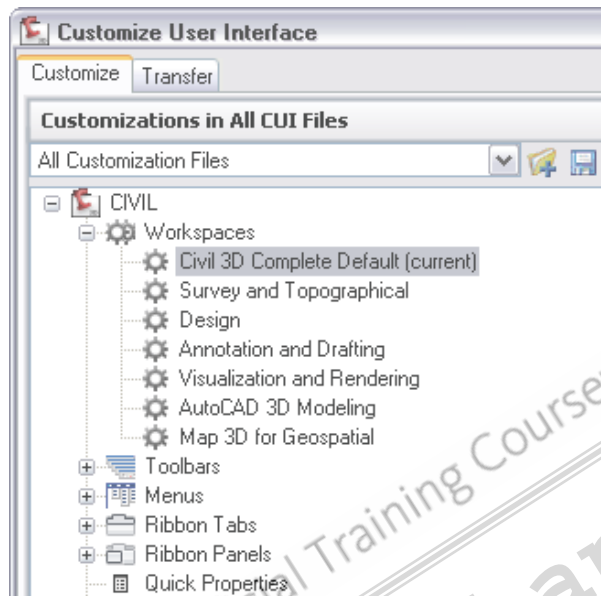 Customize User Interface
Customize Transfer
Customizations in All CUI Files
All Customization Files
CIVIL
Workspaces
Civil 3D Complete Default (current)
Survey and Topographical
Design
Annotation and Drafting
Visualization and Rendering
AutoCAD 3D Modeling
Map 3D for Geospatial
Toolbars
Menus
Ribbon Tabs
Ribbon Panels
Quick Properties
Training